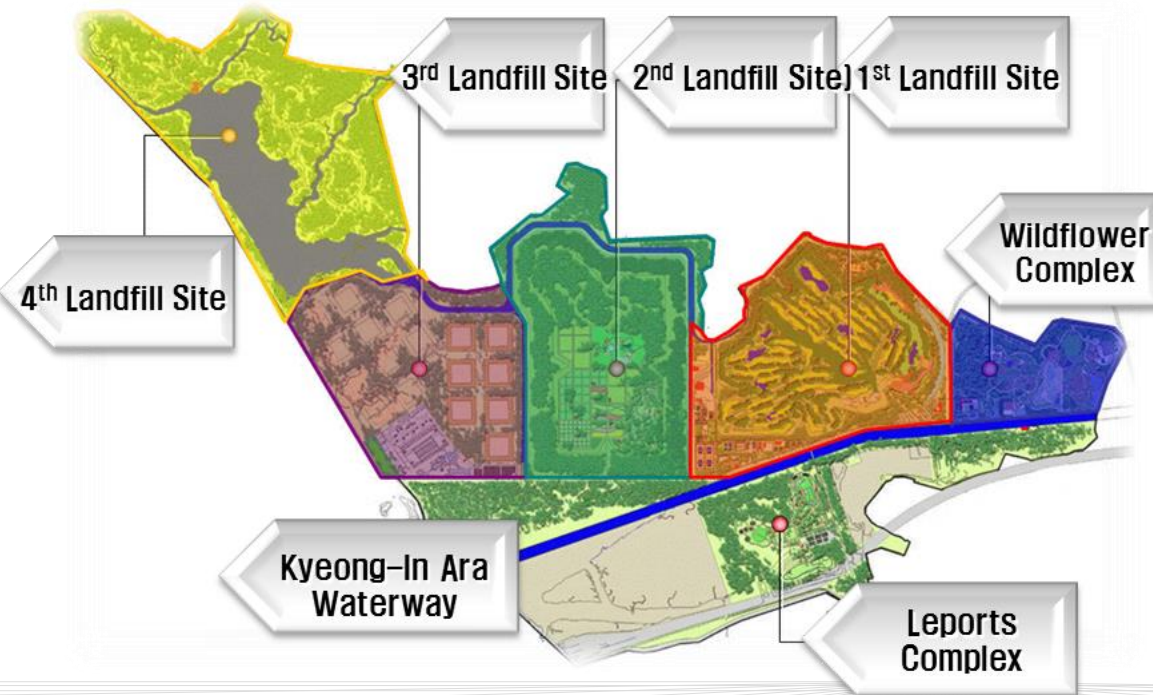 3rd Landfill Site
2nd Landfill Site)
1st Landfill Site
Wildflower
Complex
4th Landfill Site
Kyeong-In Ara
Waterway
Leports
Complex